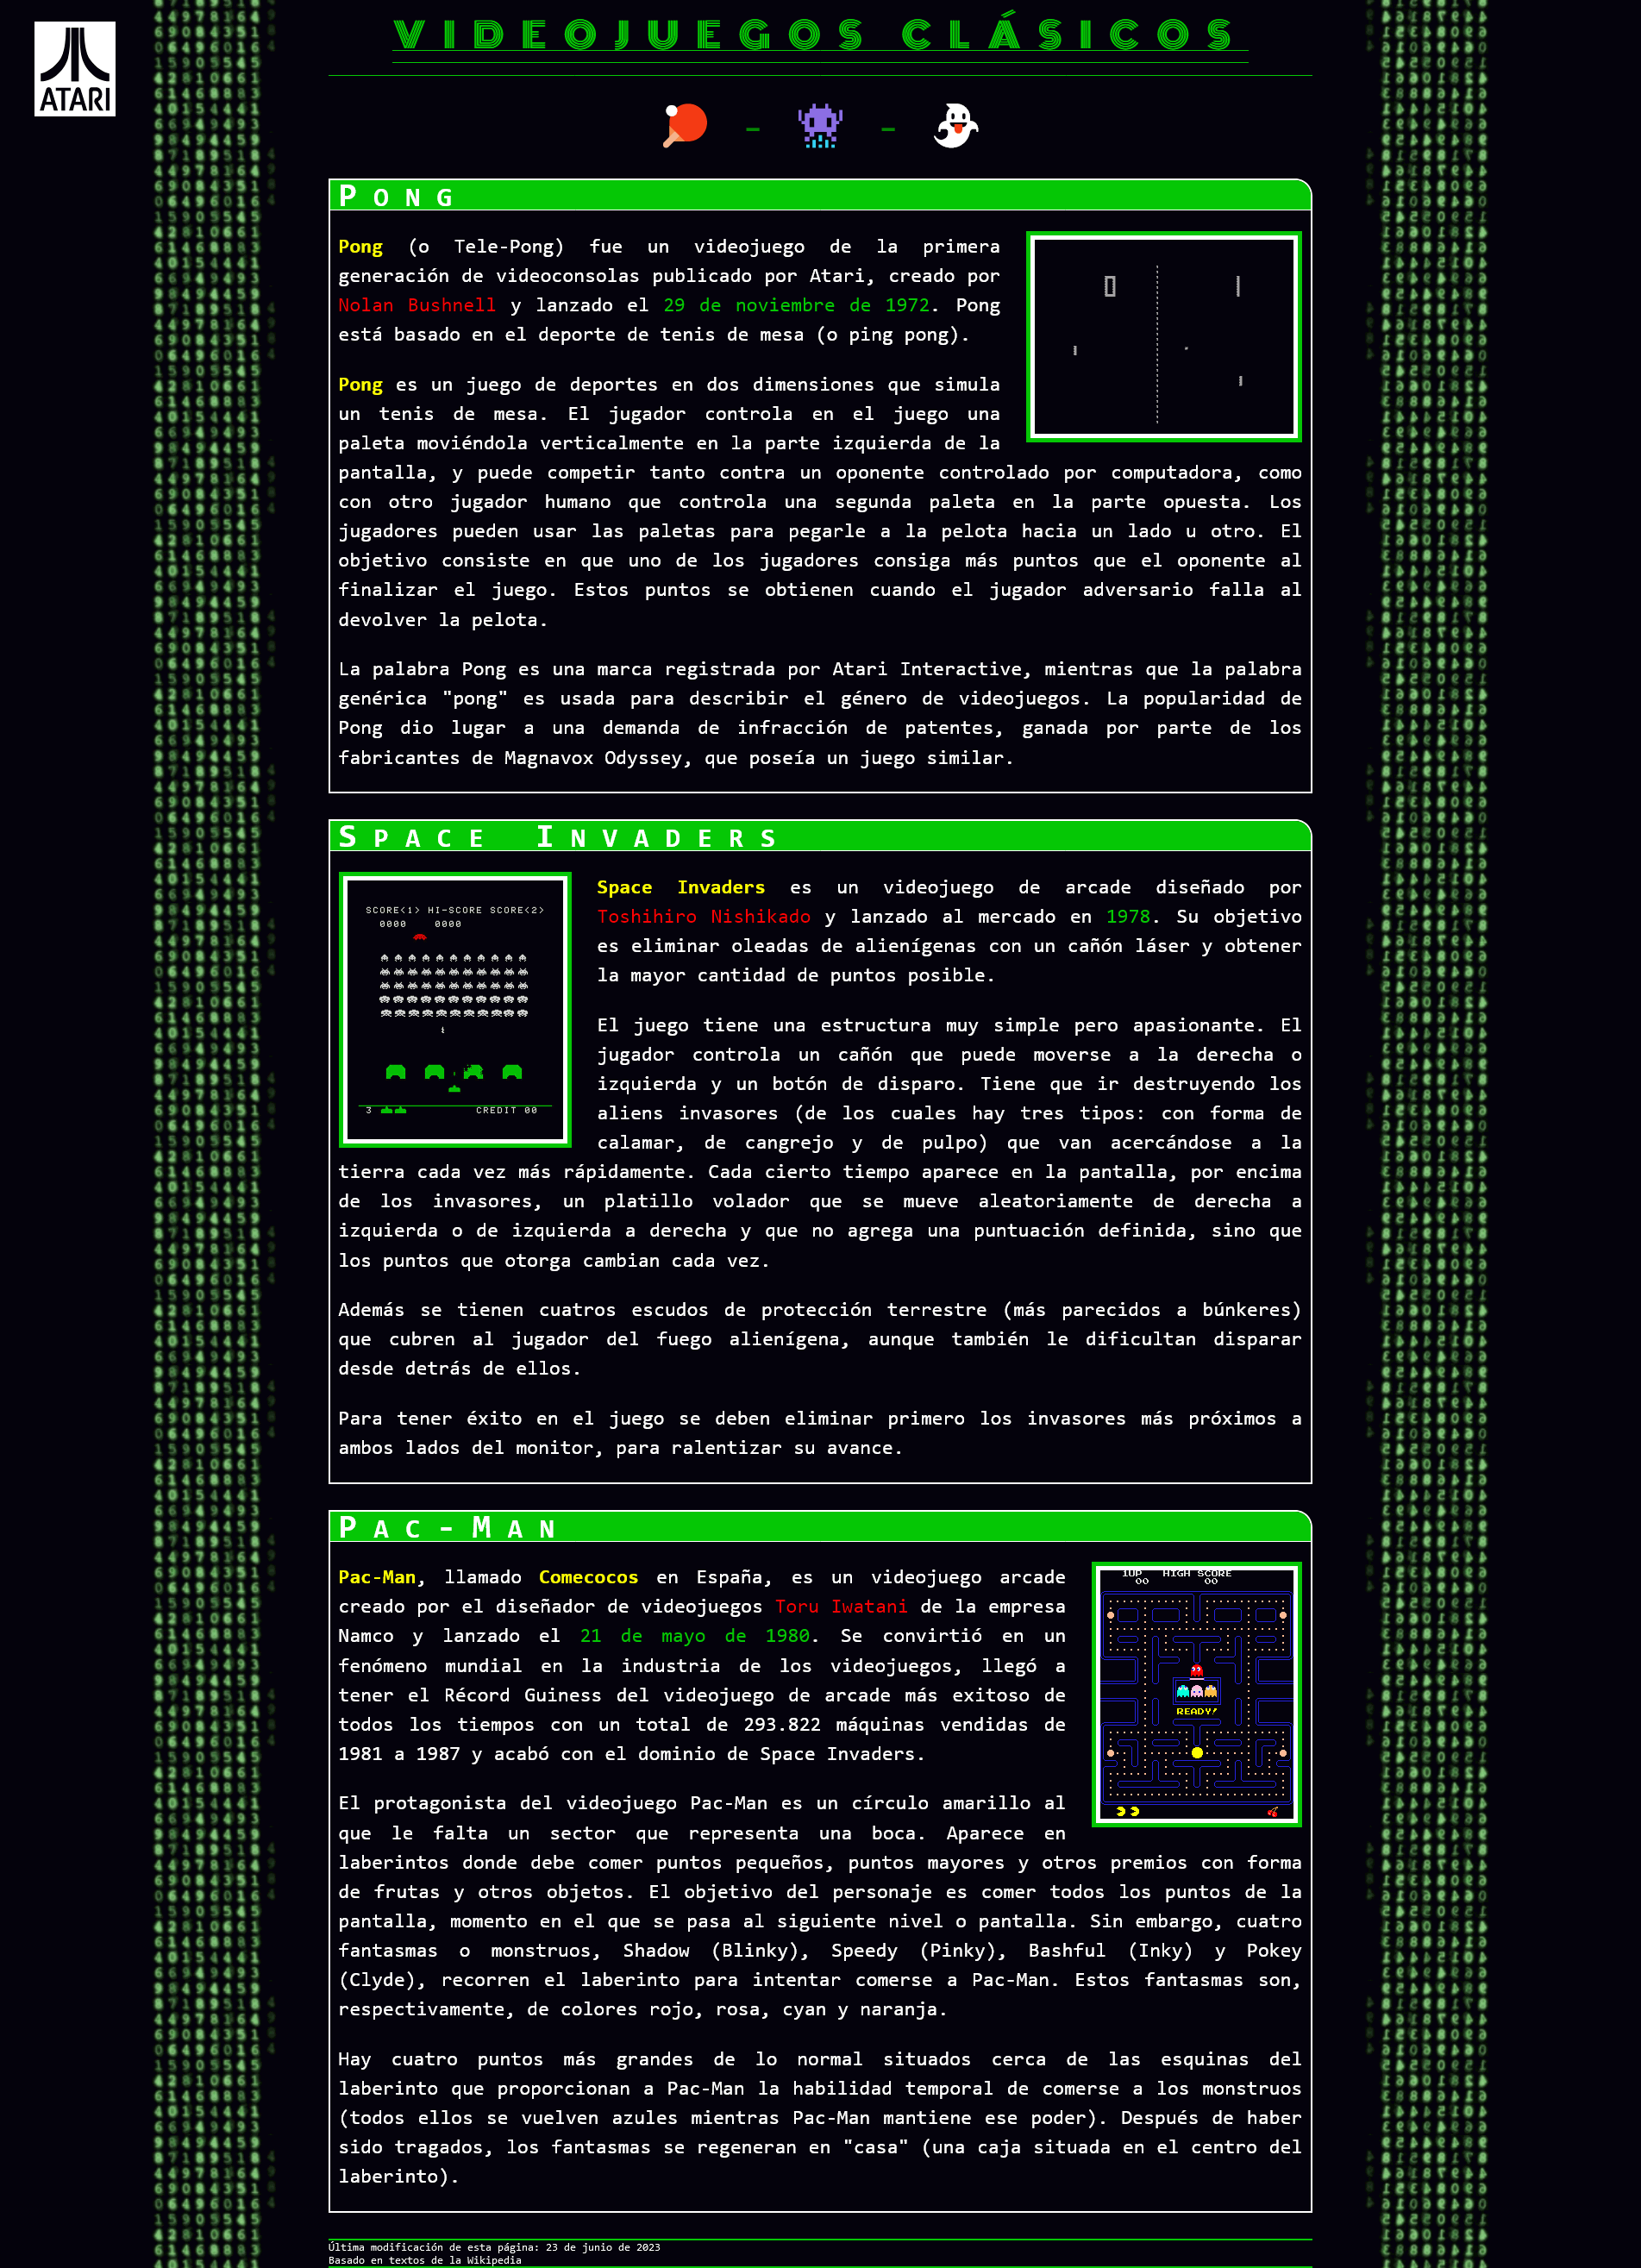 ATARI
VIDEOJUEGOS CLÁSICOS
- -
PONG
Pong (o Tele-Pong) fue un videojuego de la primera
generación de videoconsolas publicado por Atari, creado por
Nolan Bushnell y lanzado el 29 de noviembre de 1972. Pong
está basado en el deporte de tenis de mesa (o ping pong).
Pong es un juego de deportes en dos dimensiones que simula
un tenis de mesa. El jugador controla en el juego una
paleta moviéndola verticalmente en la parte izquierda de la
pantalla, y puede competir tanto contra un oponente controlado por computadora, como
con otro jugador humano que controla una segunda paleta en la parte opuesta. Los
jugadores pueden usar las paletas para pegarle a la pelota hacia un lado u otro. El
objetivo consiste en que uno de los jugadores consiga más puntos que el oponente al
finalizar el juego. Estos puntos se obtienen cuando el jugador adversario falla al
devolver la pelota.
La palabra Pong es una marca registrada por Atari Interactive, mientras que la palabra
genérica "pong" es usada para describir el género de videojuegos. La popularidad de
Pong dio lugar a una demanda de infracción de patentes, ganada por parte de los
fabricantes de Magnavox Odyssey, que poseía un juego similar.
SPACE INVADERS
SCORE<1> HI-SCORE SCORE<2>
0000 0000
3 CREDIT 00
Space Invaders es un videojuego de arcade diseñado por
Toshihiro Nishikado y lanzado al mercado en 1978. Su objetivo
es eliminar oleadas de alienígenas con un cañón láser y obtener
la mayor cantidad de puntos posible.
El juego tiene una estructura muy simple pero apasionante. El
jugador controla un cañón que puede moverse a la derecha o
izquierda y un botón de disparo. Tiene que ir destruyendo los
aliens invasores (de los cuales hay tres tipos: con forma de
calamar, de cangrejo y de pulpo) que van acercándose a la
tierra cada vez más rápidamente. Cada cierto tiempo aparece en la pantalla, por encima
de los invasores, un platillo volador que se mueve aleatoriamente de derecha a
izquierda o de izquierda a derecha y que no agrega una puntuación definida, sino que
los puntos que otorga cambian cada vez.
Además se tienen cuatros escudos de protección terrestre (más parecidos a búnkeres)
que cubren al jugador del fuego alienígena, aunque también le dificultan disparar
desde detrás de ellos.
Para tener éxito en el juego se deben eliminar primero los invasores más próximos a
ambos lados del monitor, para ralentizar su avance.
PAC-MAN
Pac-Man, llamado Comecocos en España, es un videojuego arcade
creado por el diseñador de videojuegos Toru Iwatani de la empresa
Namco y lanzado el 21 de mayo de 1980. Se convirtió en un
fenómeno mundial en la industria de los videojuegos, llegó a
tener el Récord Guiness del videojuego de arcade más exitoso de
todos los tiempos con un total de 293.822 máquinas vendidas de
1981 a 1987 y acabó con el dominio de Space Invaders.
1UP HIGH SCORE
00 00
READY!
El protagonista del videojuego Pac-Man es un círculo amarillo al
que le falta un sector que representa una boca. Aparece en
laberintos donde debe comer puntos pequeños, puntos mayores y otros premios con forma
de frutas y otros objetos. El objetivo del personaje es comer todos los puntos de la
pantalla, momento en el que se pasa al siguiente nivel o pantalla. Sin embargo, cuatro
fantasmas o monstruos, Shadow (Blinky), Speedy (Pinky), Bashful (Inky) y Pokey
(Clyde), recorren el laberinto para intentar comerse a Pac-Man. Estos fantasmas son,
respectivamente, de colores rojo, rosa, cyan y naranja.
Hay cuatro puntos más grandes de lo normal situados cerca de las esquinas del
laberinto que proporcionan a Pac-Man la habilidad temporal de comerse a los monstruos
(todos ellos se vuelven azules mientras Pac-Man mantiene ese poder). Después de haber
sido tragados, los fantasmas se regeneran en "casa" (una caja situada en el centro del
laberinto).
Última modificación de esta página: 23 de junio de 2023
Basado en textos de la Wikipedia